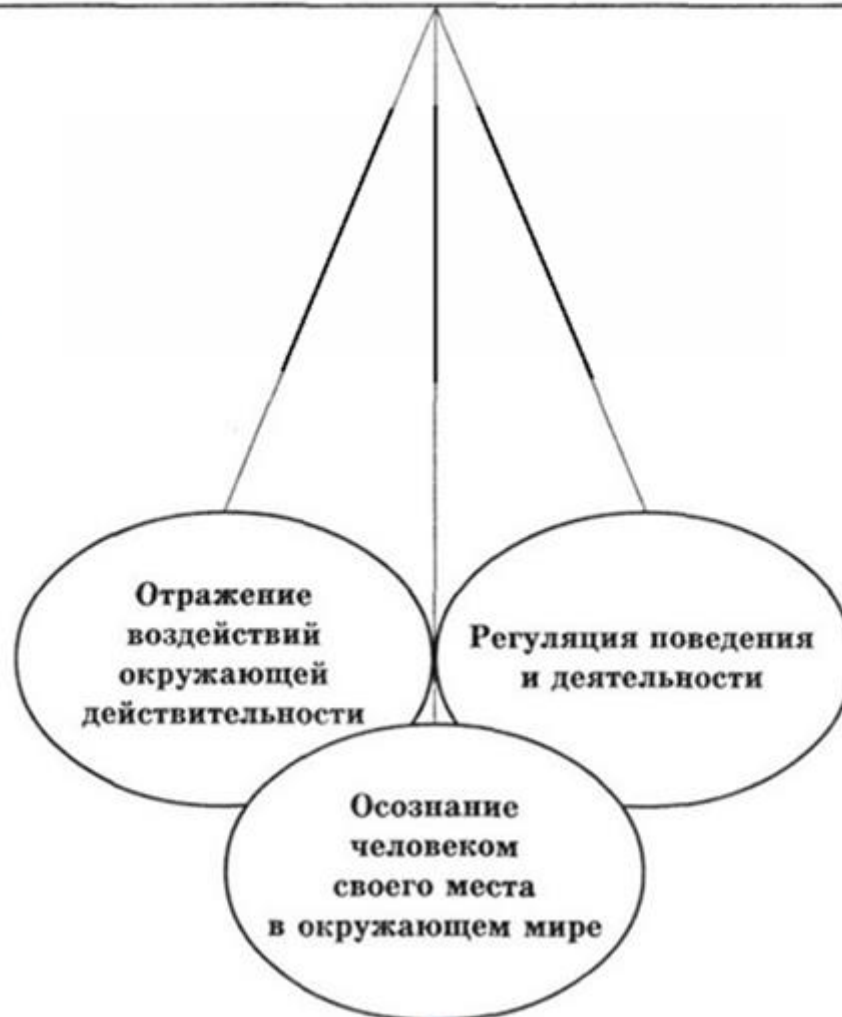 Отражение
воздействий
окружающей
действительности
Регуляция поведения
и деятельности
Осознание
человеком
своего места
в окружающем мире